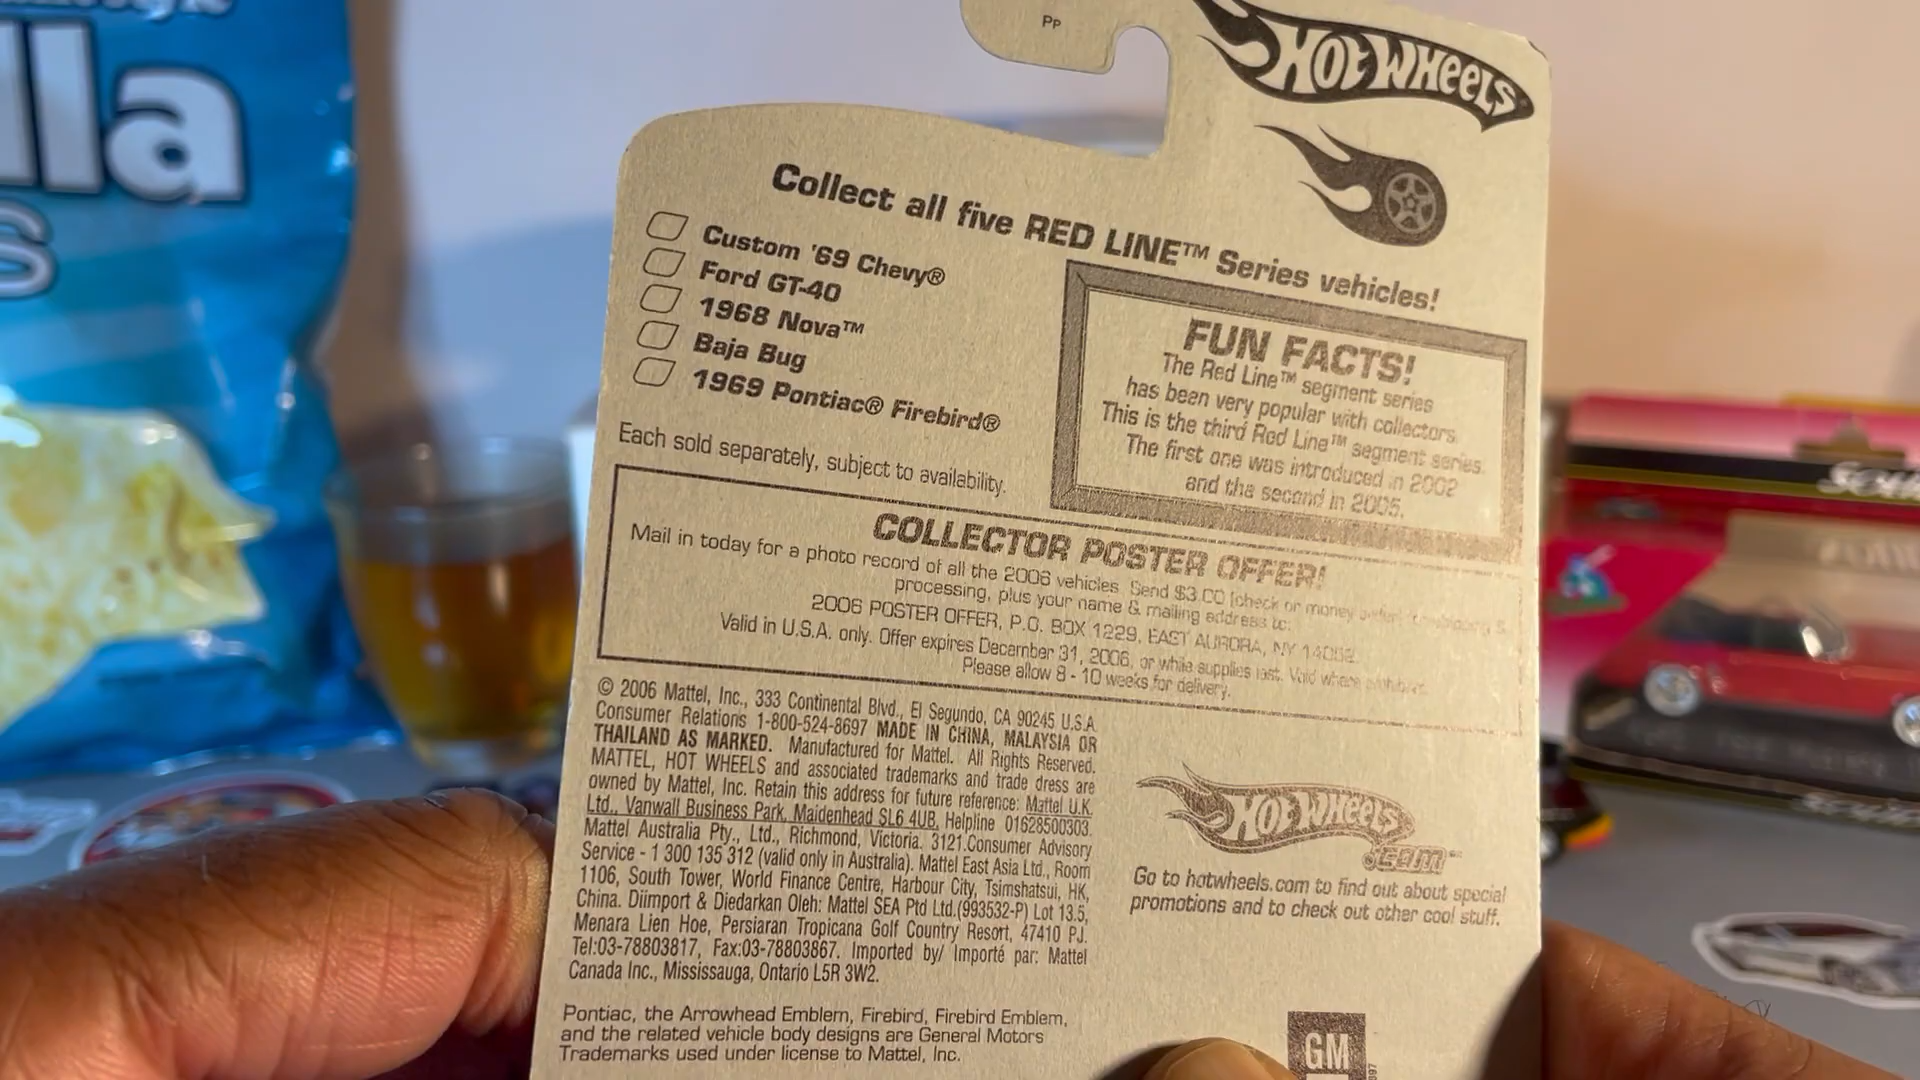 lla
s
Pp
HOT WHEELS
Collect all five RED LINE™ Series vehicles!
Custom '69 Chevy®
Ford GT-40
1968 Nova™
Baja Bug
1969 Pontiac® Firebird®
Each sold separately, subject to availability.
FUN FACTS!
The Red Line™ segment series
has been very popular with collectors.
This is the third Red Line™ segment series.
The first one was introduced in 2002
and the second in 2005.
COLLECTOR POSTER OFFER!
Mail in today for a photo record of all the 2006 vehicles. Send $3.00 (check or money order)
processing, plus your name & mailing address to:
2006 POSTER OFFER, P.O. BOX 1229, EAST AURORA, NY 14052.
Valid in U.S.A. only. Offer expires December 31, 2006, or while supplies last. Void where prohibited.
Please allow 8 - 10 weeks for delivery.
© 2006 Mattel, Inc., 333 Continental Blvd., El Segundo, CA 90245 U.S.A.
Consumer Relations 1-800-524-8697 MADE IN CHINA, MALAYSIA OR
THAILAND AS MARKED. Manufactured for Mattel. All Rights Reserved.
MATTEL, HOT WHEELS and associated trademarks and trade dress are
owned by Mattel, Inc. Retain this address for future reference: Mattel U.K.
Ltd., Vanwall Business Park, Maidenhead SL6 4UB. Helpline 01628500303.
Mattel Australia Pty., Ltd., Richmond, Victoria. 3121.Consumer Advisory
Service - 1 300 135 312 (valid only in Australia). Mattel East Asia Ltd., Room
1106, South Tower, World Finance Centre, Harbour City, Tsimshatsui, HK,
China. Diimport & Diedarkan Oleh: Mattel SEA Ptd Ltd.(993532-P) Lot 13.5,
Menara Lien Hoe, Persiaran Tropicana Golf Country Resort, 47410 PJ.
Tel:03-78803817, Fax:03-78803867. Imported by/ Importé par: Mattel
Canada Inc., Mississauga, Ontario L5R 3W2.
HOT WHEELS
.COM™
Go to hotwheels.com to find out about special
promotions and to check out other cool stuff.
Pontiac, the Arrowhead Emblem, Firebird, Firebird Emblem,
and the related vehicle body designs are General Motors
Trademarks used under license to Mattel, Inc.
GM